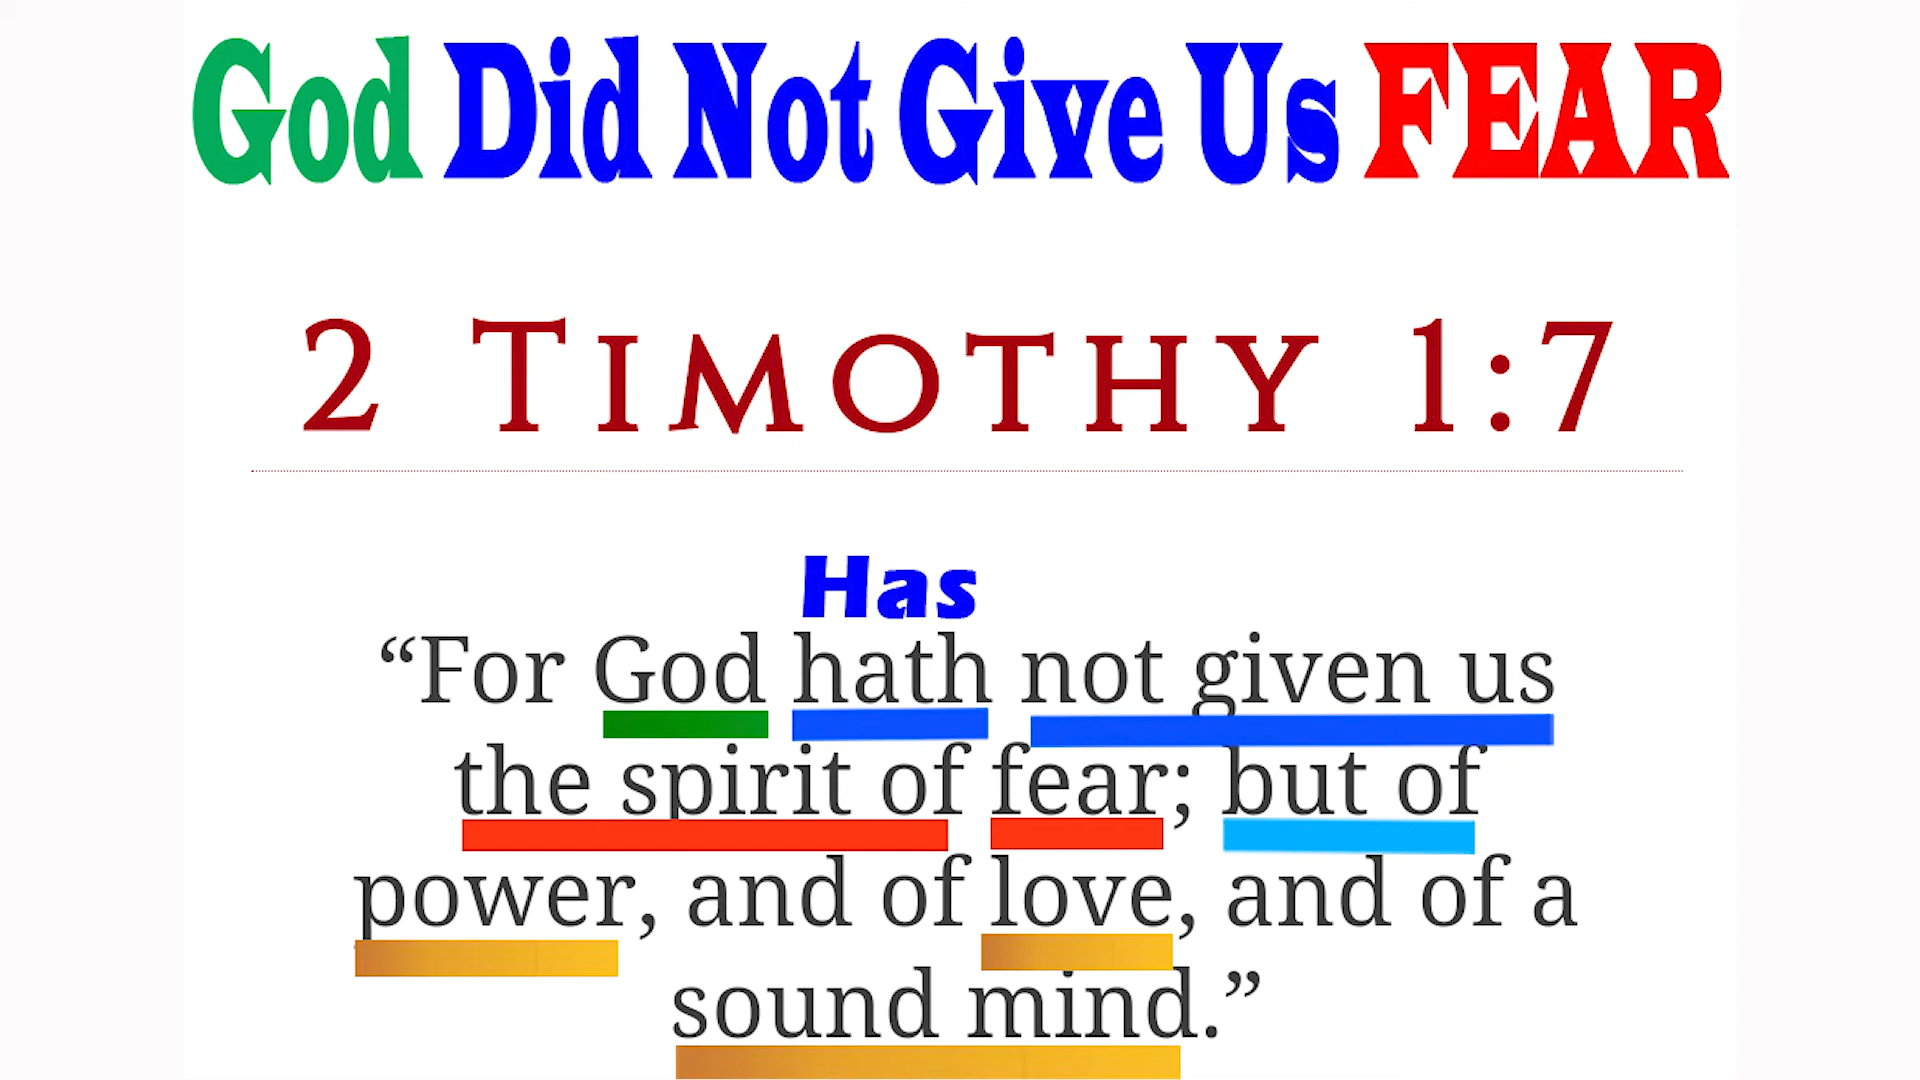 God Did Not Give Us FEAR
2 TIMOTHY 1:7
Has
“For God hath not given us
the spirit of fear; but of
power, and of love, and of a
sound mind.”